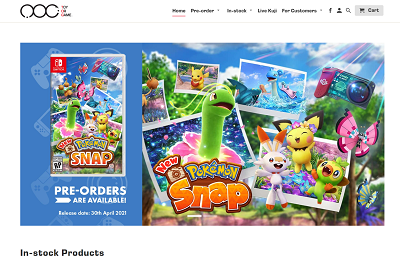 TOY OR
GAME
Home Pre-order In-stock Live Kuji For Customers Cart
NINTENDO
SWITCH
New
Pokémon
SNAP
New
Pokémon
Snap
PRE-ORDERS
ARE AVAILABLE!
Release date: 30th April 2021
In-stock Products